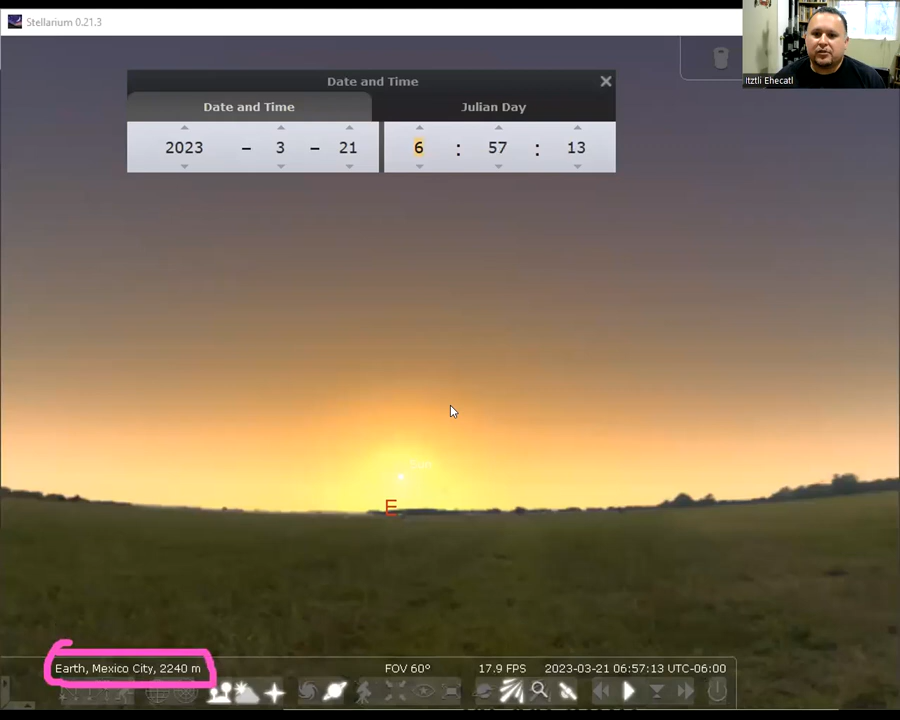 Stellarium 0.21.3
Itztli Ehecatl
Date and Time
Date and Time
Julian Day
2023 – 3 – 21
6 : 57 : 13
Sun
E
Earth, Mexico City, 2240 m
FOV 60°
17.9 FPS
2023-03-21 06:57:13 UTC-06:00